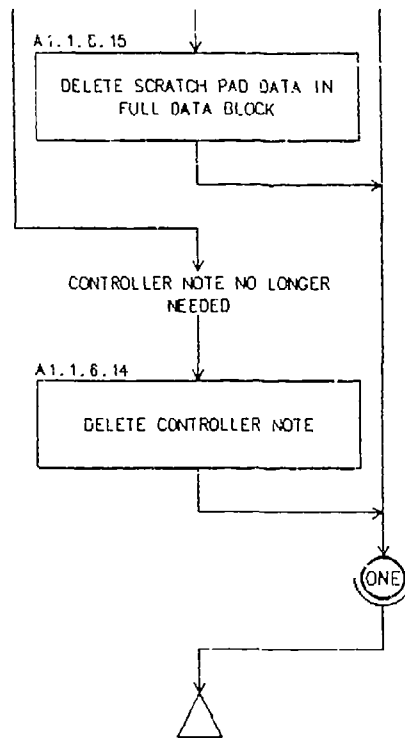 A1.1.6.15
DELETE SCRATCH PAD DATA IN
FULL DATA BLOCK
CONTROLLER NOTE NO LONGER
NEEDED
A1.1.6.14
DELETE CONTROLLER NOTE
ONE